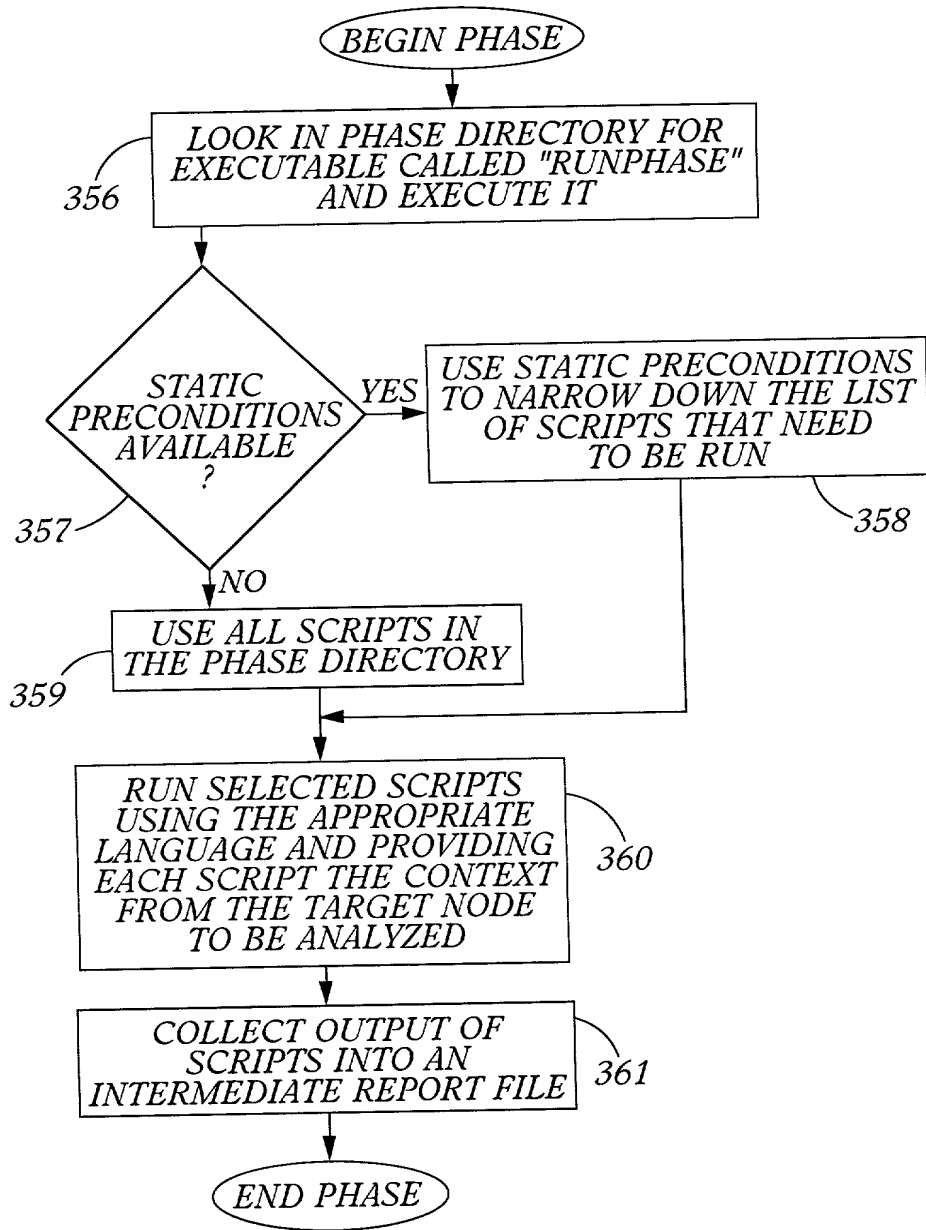 BEGIN PHASE
LOOK IN PHASE DIRECTORY FOR
EXECUTABLE CALLED "RUNPHASE"
AND EXECUTE IT
356
STATIC
PRECONDITIONS
AVAILABLE
?
357
YES
USE STATIC PRECONDITIONS
TO NARROW DOWN THE LIST
OF SCRIPTS THAT NEED
TO BE RUN
358
NO
USE ALL SCRIPTS IN
THE PHASE DIRECTORY
359
RUN SELECTED SCRIPTS
USING THE APPROPRIATE
LANGUAGE AND PROVIDING
EACH SCRIPT THE CONTEXT
FROM THE TARGET NODE
TO BE ANALYZED
360
COLLECT OUTPUT OF
SCRIPTS INTO AN
INTERMEDIATE REPORT FILE
361
END PHASE